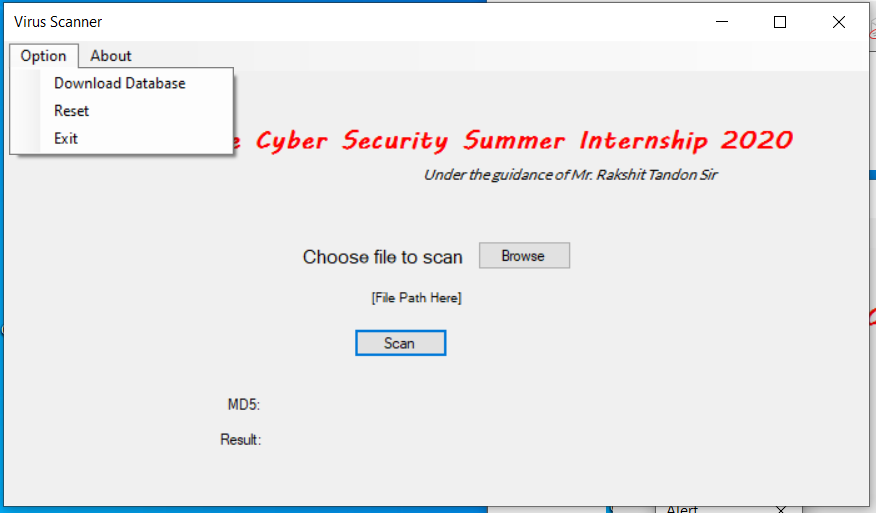 Virus Scanner
Option About
Download Database
Reset
Exit
Cyber Security Summer Internship 2020
Under the guidance of Mr. Rakshit Tandon Sir
Choose file to scan Browse
[File Path Here]
Scan
MD5:
Result:
Alert